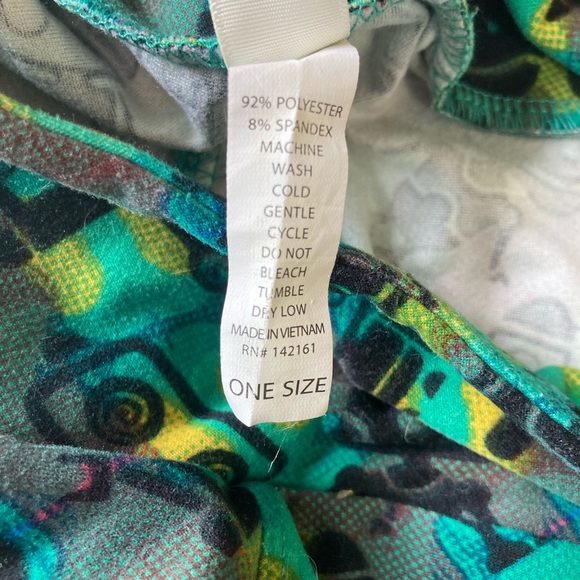 92% POLYESTER
8% SPANDEX
MACHINE
WASH
COLD
GENTLE
CYCLE
DO NOT
BLEACH
TUMBLE
DRY LOW
MADE IN VIETNAM
RN# 142161
ONE SIZE